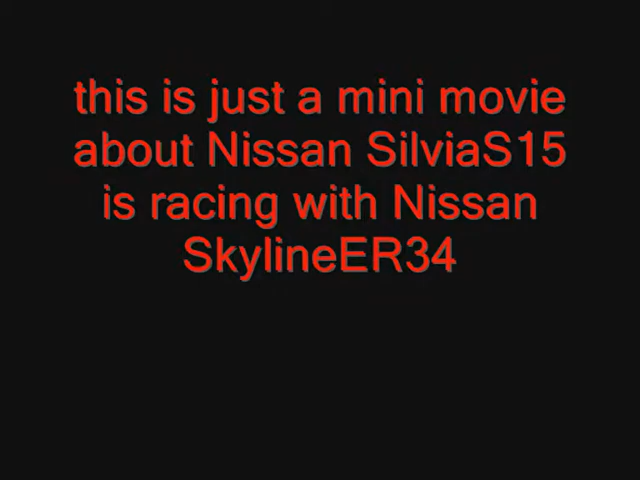 this is just a mini movie
about Nissan SilviaS15
is racing with Nissan
SkylineER34